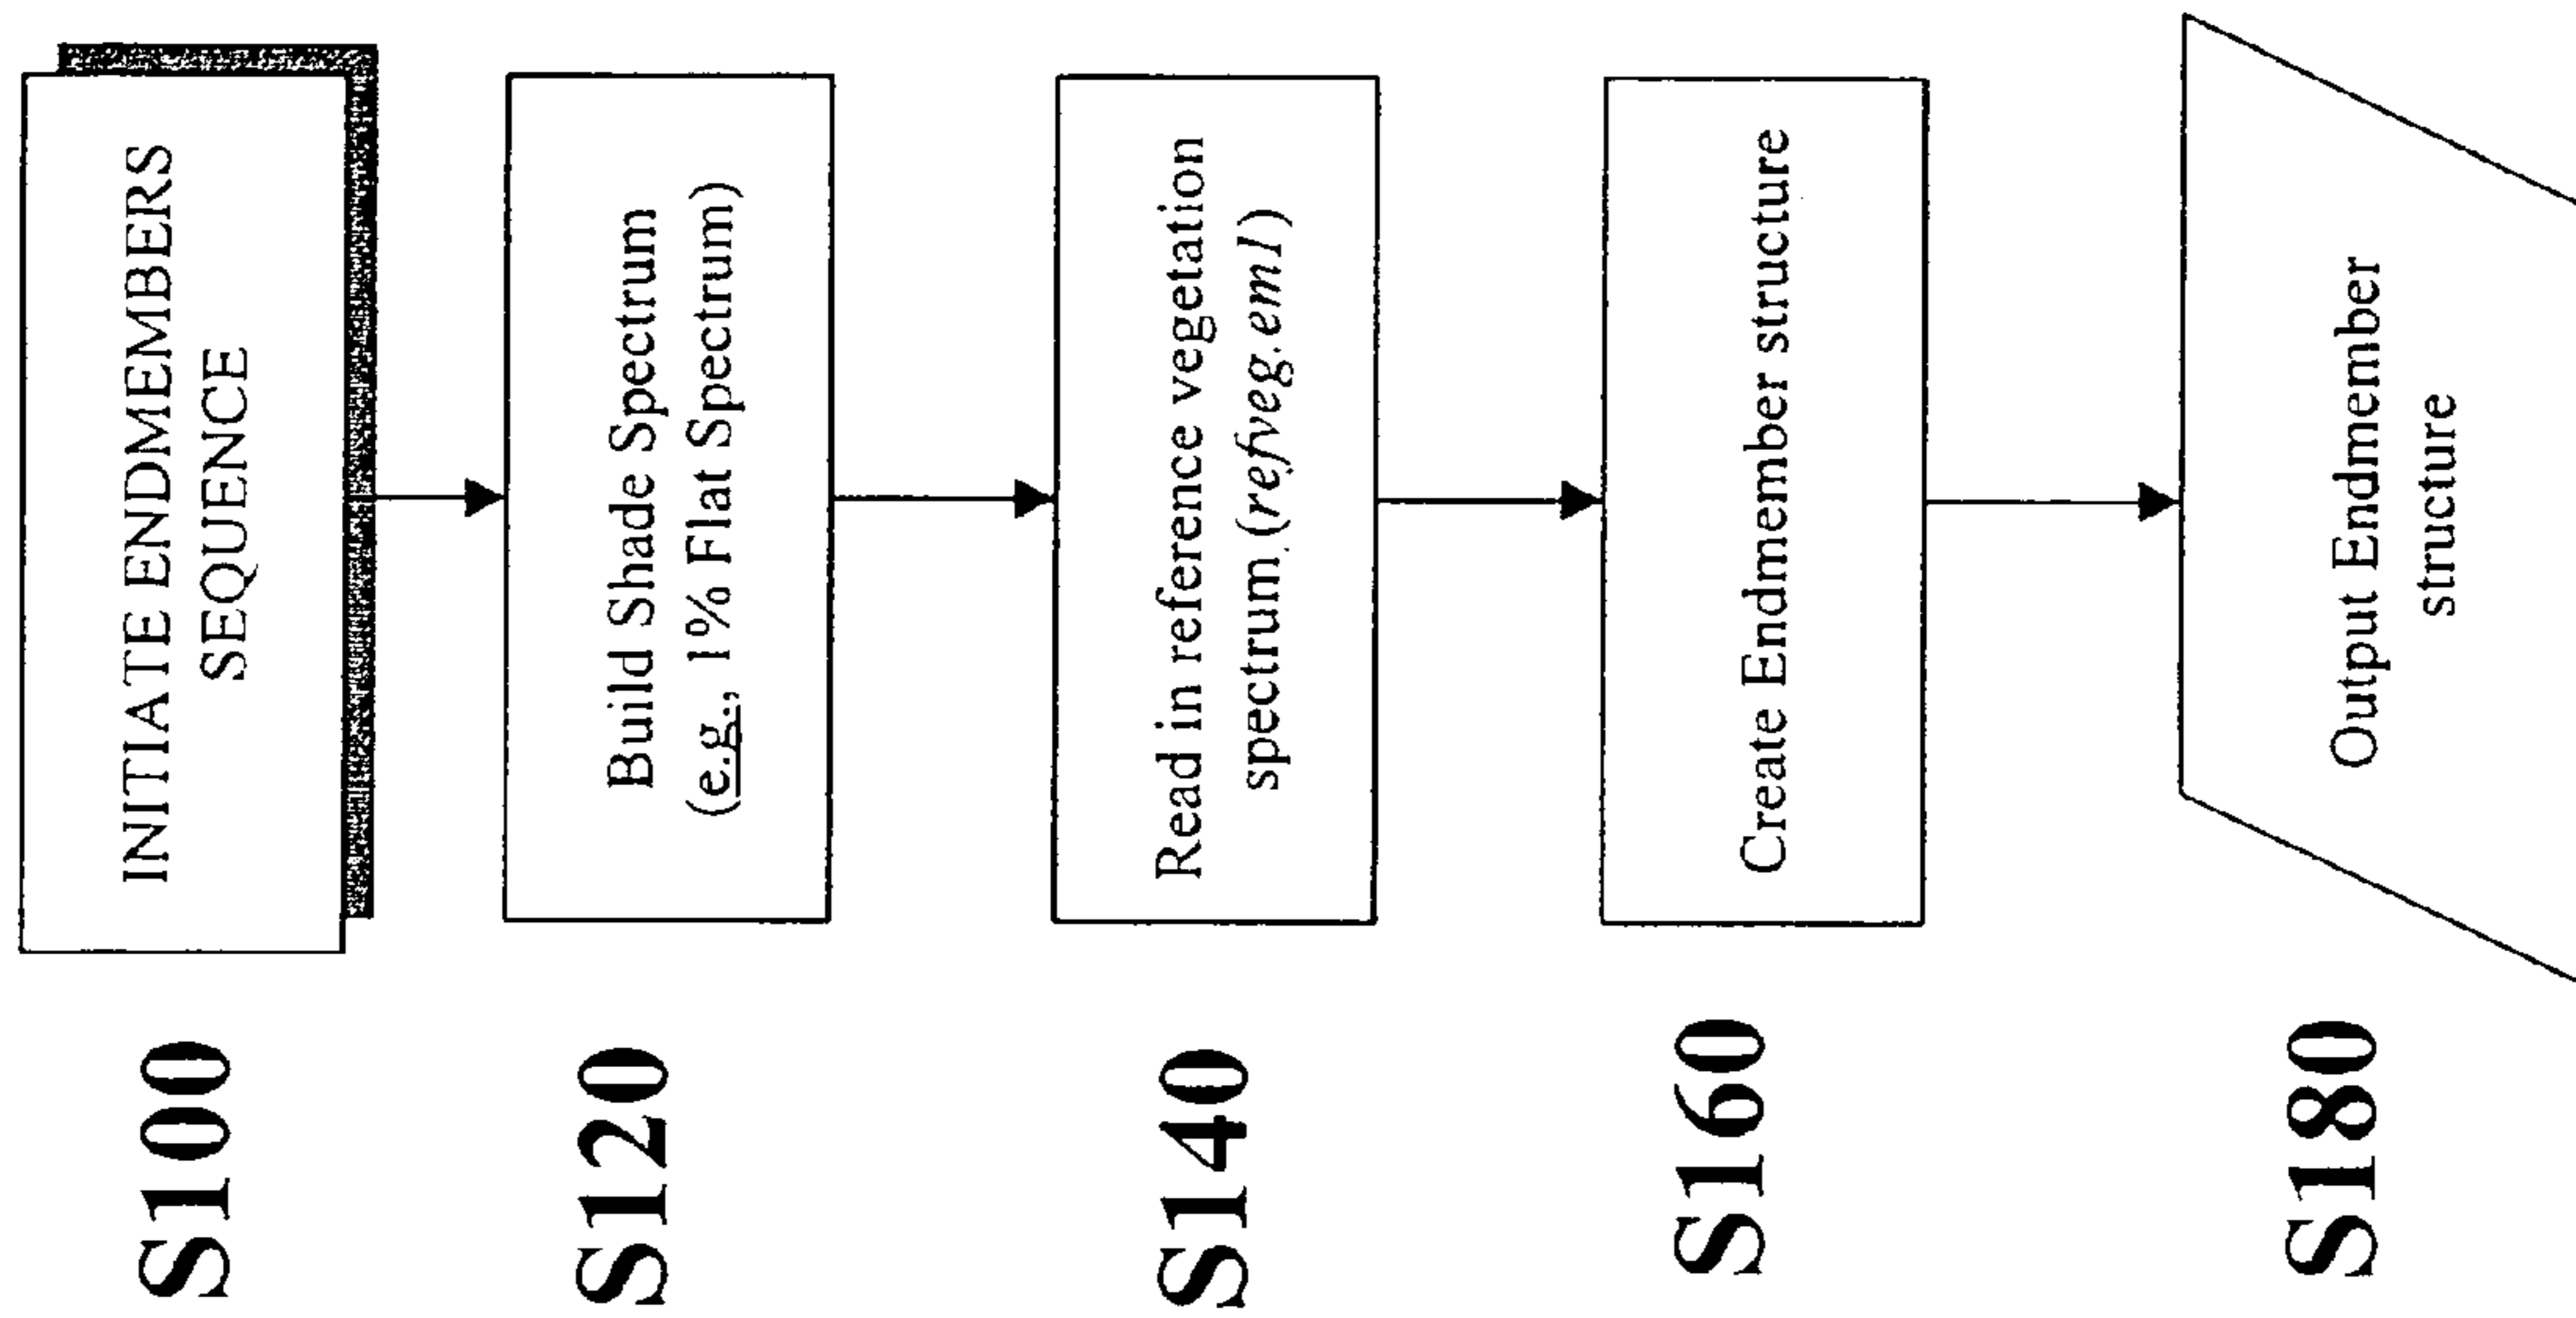 S100
INITIATE ENDMEMBERS
SEQUENCE
S120
Build Shade Spectrum
(e.g., 1% Flat Spectrum)
S140
Read in reference vegetation
spectrum (refveg.eml)
S160
Create Endmember structure
S180
Output Endmember
structure